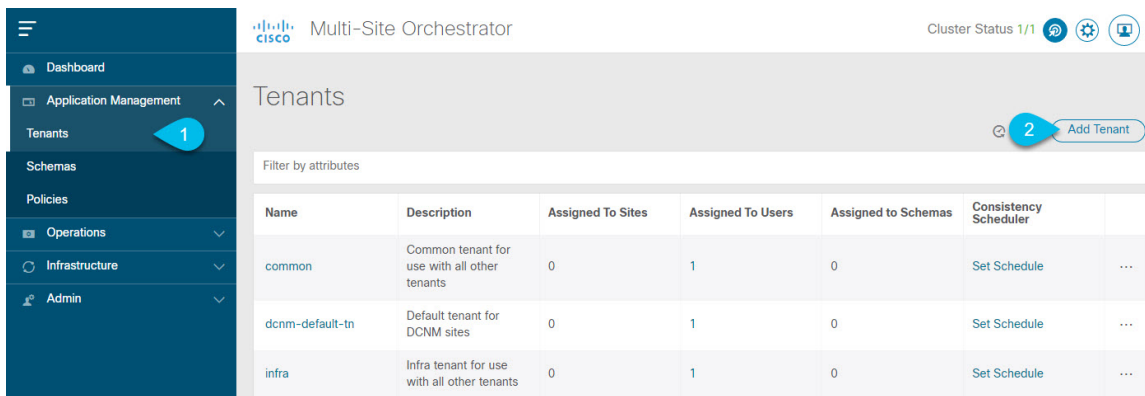 cisco Multi-Site Orchestrator
Cluster Status 1/1
Dashboard
Application Management
Tenants
1
Schemas
Policies
Operations
Infrastructure
Admin
Tenants
2
Add Tenant
Filter by attributes
Name Description Assigned To Sites Assigned To Users Assigned to Schemas Consistency
Scheduler
Common tenant for
common use with all other 0 1 0 Set Schedule ...
tenants
dcnm-default-tn Default tenant for 0 1 0 Set Schedule ...
DCNM sites
infra Infra tenant for use 0 1 0 Set Schedule ...
with all other tenants